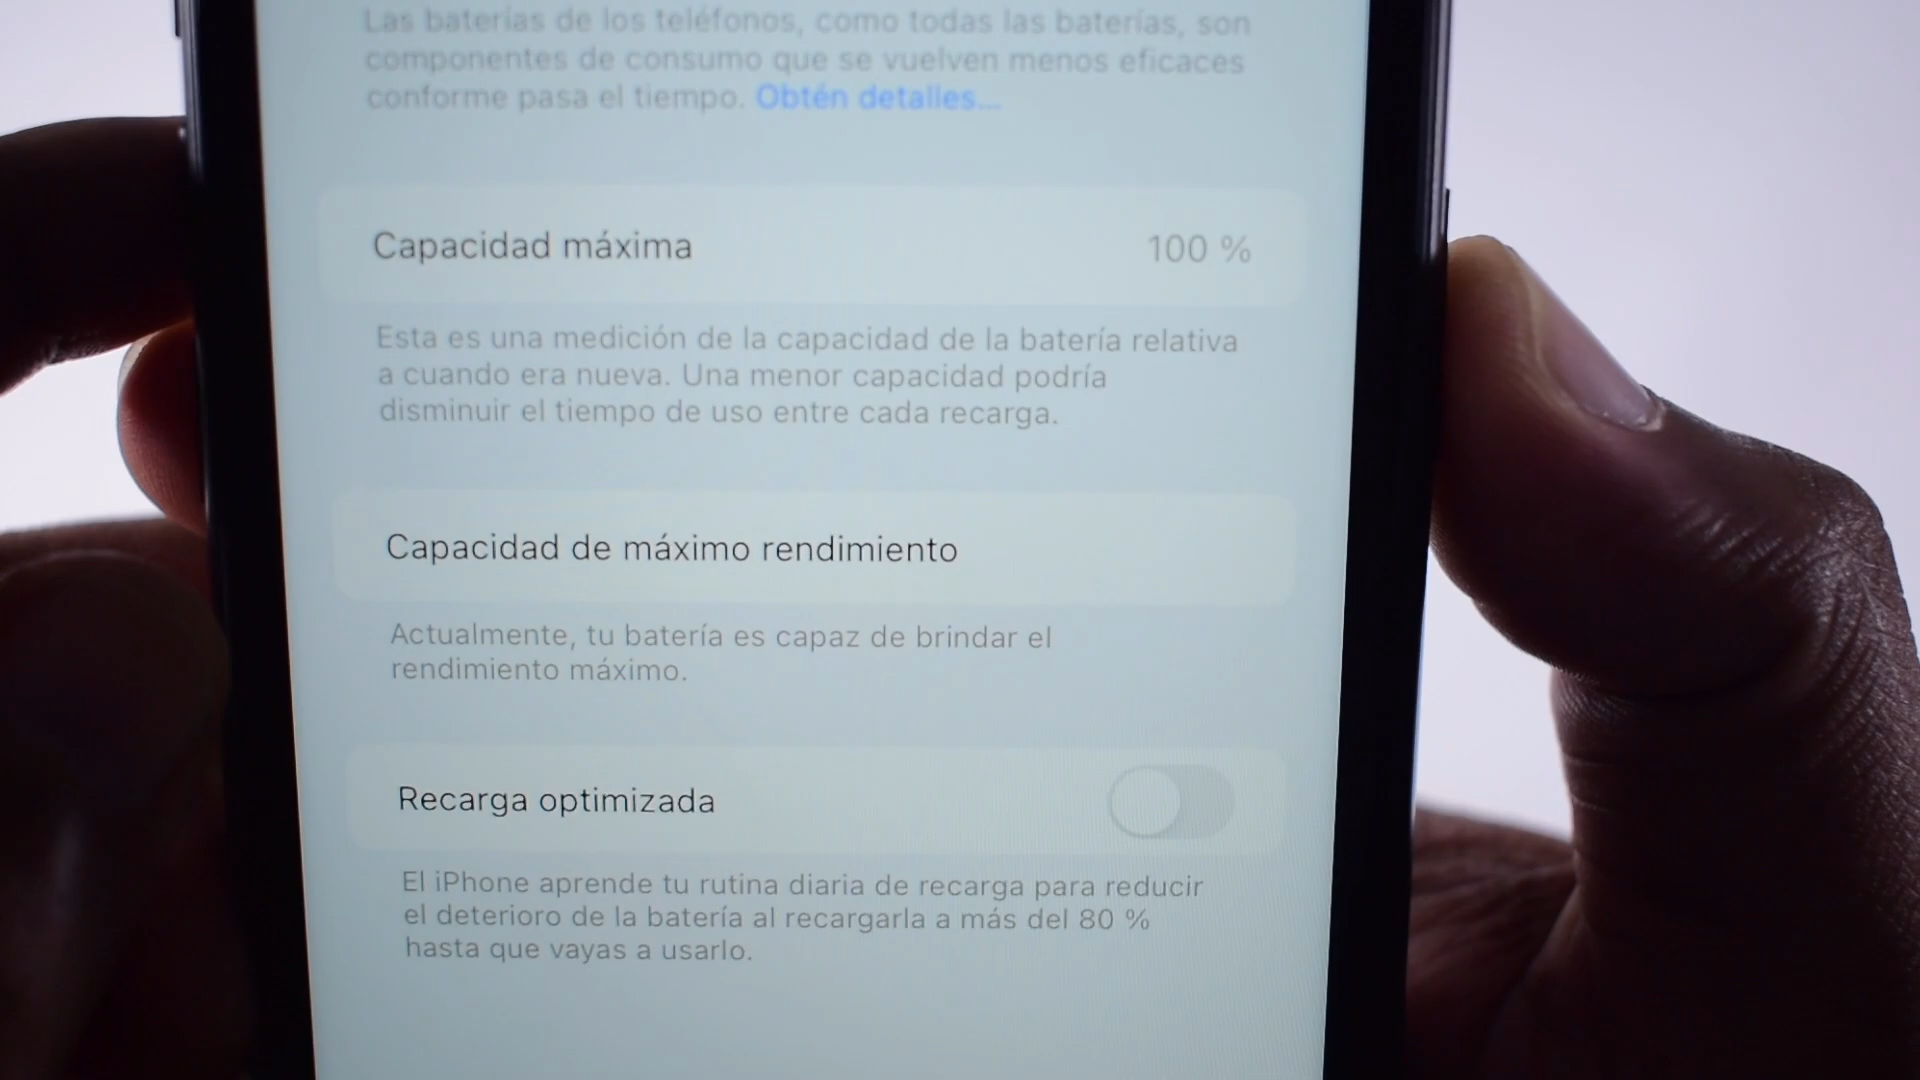 Las baterías de los teléfonos, como todas las baterías, son
componentes de consumo que se vuelven menos eficaces
conforme pasa el tiempo. Obtén detalles...
Capacidad máxima 100 %
Esta es una medición de la capacidad de la batería relativa
a cuando era nueva. Una menor capacidad podría
disminuir el tiempo de uso entre cada recarga.
Capacidad de máximo rendimiento
Actualmente, tu batería es capaz de brindar el
rendimiento máximo.
Recarga optimizada
El iPhone aprende tu rutina diaria de recarga para reducir
el deterioro de la batería al recargarla a más del 80 %
hasta que vayas a usarlo.